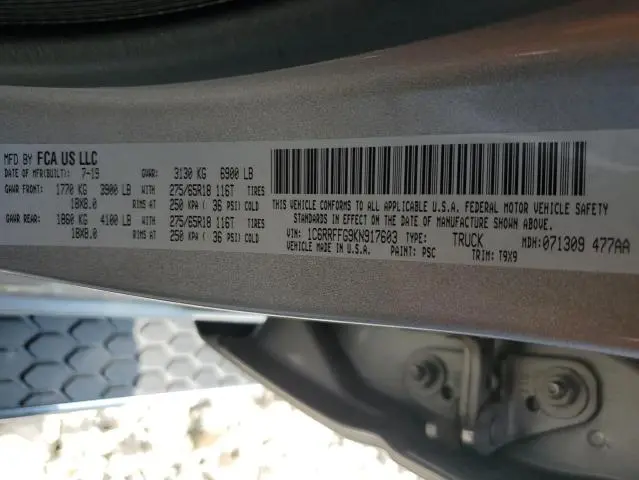 MFD BY FCA US LLC
DATE OF MFR(BUILT): 7-19 GVWR: 3130 KG 6900 LB
GAWR FRONT: 1770 KG 3900 LB WITH 275/65R18 116T TIRES
18X8.0 RIMS AT 250 KPA ( 36 PSI) COLD
GAWR REAR: 1860 KG 4100 LB WITH 275/65R18 116T TIRES
18X8.0 RIMS AT 250 KPA ( 36 PSI) COLD
THIS VEHICLE CONFORMS TO ALL APPLICABLE U.S.A. FEDERAL MOTOR VEHICLE SAFETY
STANDARDS IN EFFECT ON THE DATE OF MANUFACTURE SHOWN ABOVE.
VIN: 1C6RRFFG9KN917603 TYPE: TRUCK MDH: 071309 477AA
VEHICLE MADE IN U.S.A. PAINT: PSC TRIM: T9X9